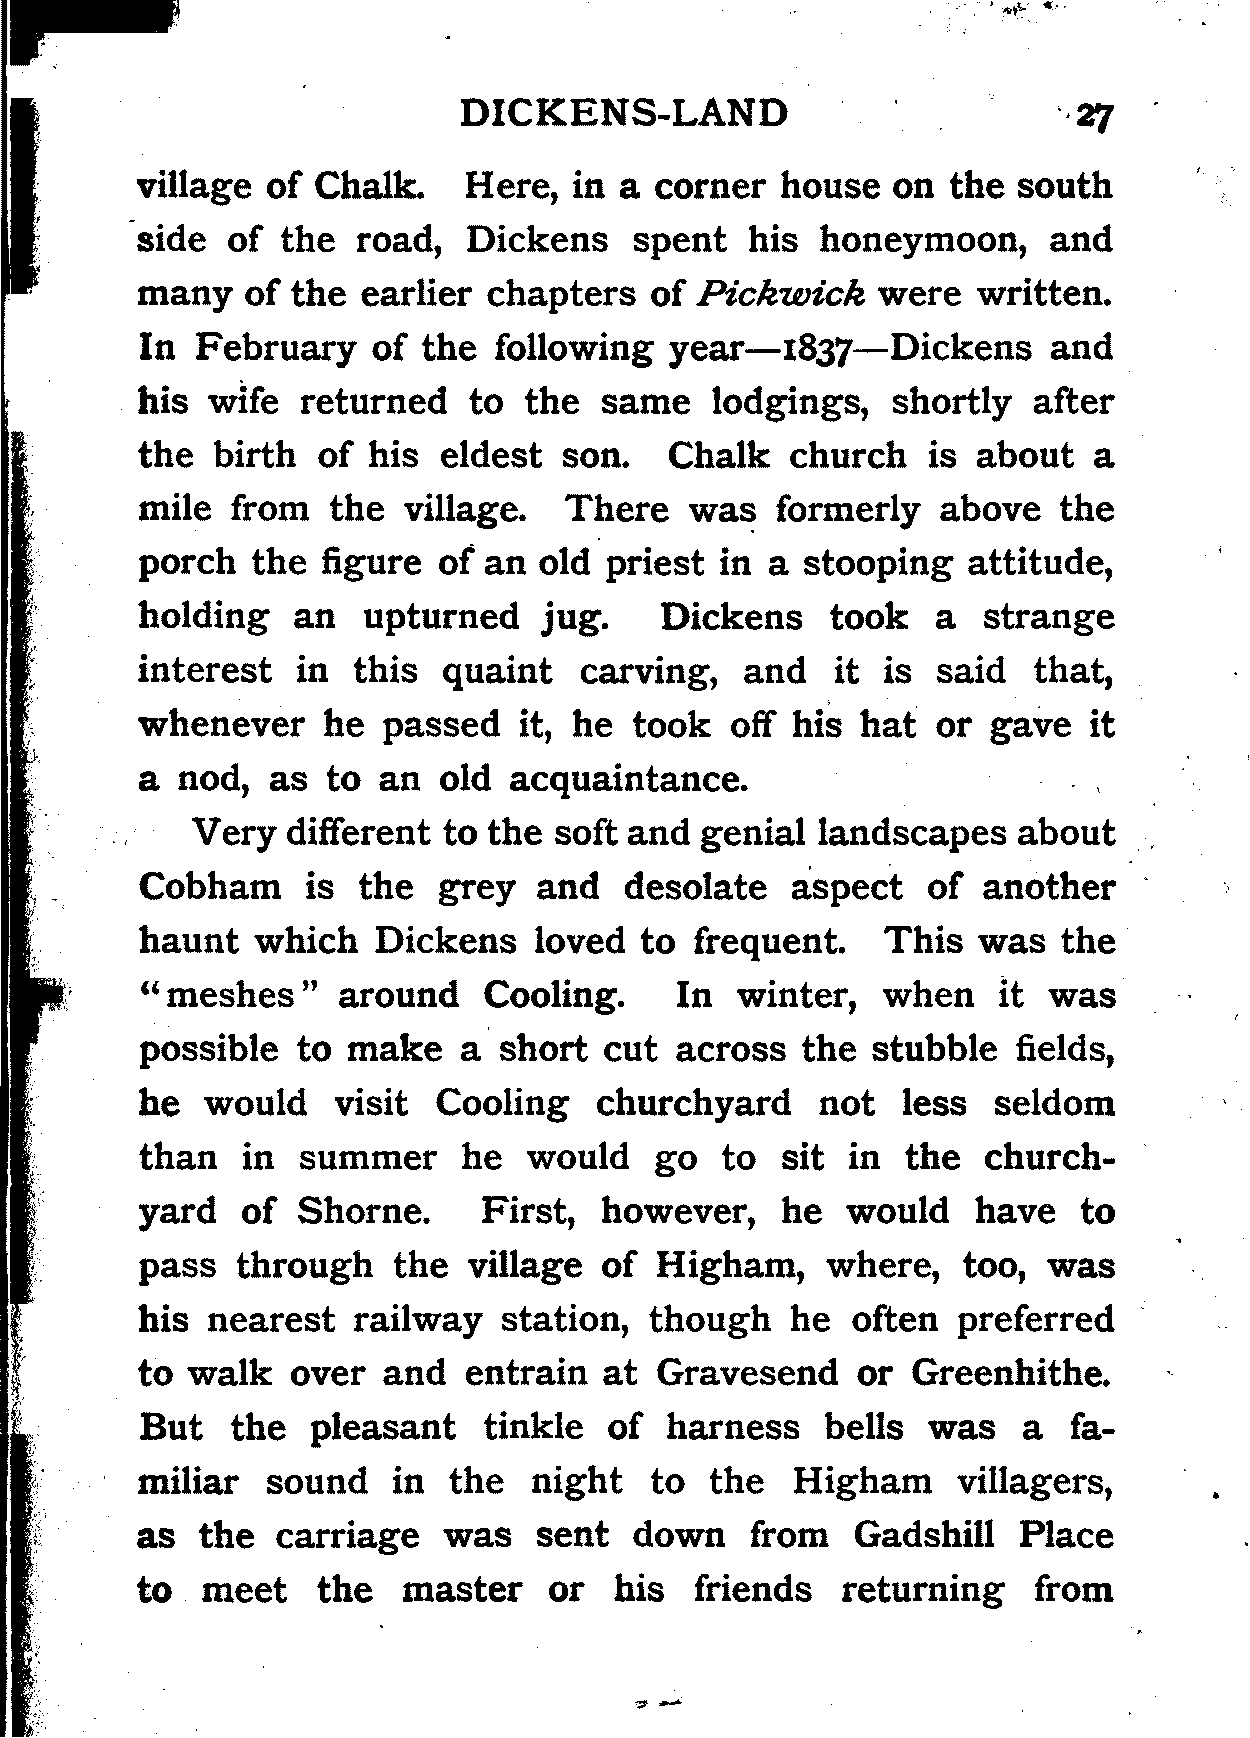 DICKENS-LAND 27
village of Chalk. Here, in a corner house on the south
side of the road, Dickens spent his honeymoon, and
many of the earlier chapters of Pickwick were written.
In February of the following year—1837—Dickens and
his wife returned to the same lodgings, shortly after
the birth of his eldest son. Chalk church is about a
mile from the village. There was formerly above the
porch the figure of an old priest in a stooping attitude,
holding an upturned jug. Dickens took a strange
interest in this quaint carving, and it is said that,
whenever he passed it, he took off his hat or gave it
a nod, as to an old acquaintance.
Very different to the soft and genial landscapes about
Cobham is the grey and desolate aspect of another
haunt which Dickens loved to frequent. This was the
"meshes" around Cooling. In winter, when it was
possible to make a short cut across the stubble fields,
he would visit Cooling churchyard not less seldom
than in summer he would go to sit in the church-
yard of Shorne. First, however, he would have to
pass through the village of Higham, where, too, was
his nearest railway station, though he often preferred
to walk over and entrain at Gravesend or Greenhithe.
But the pleasant tinkle of harness bells was a fa-
miliar sound in the night to the Higham villagers,
as the carriage was sent down from Gadshill Place
to meet the master or his friends returning from